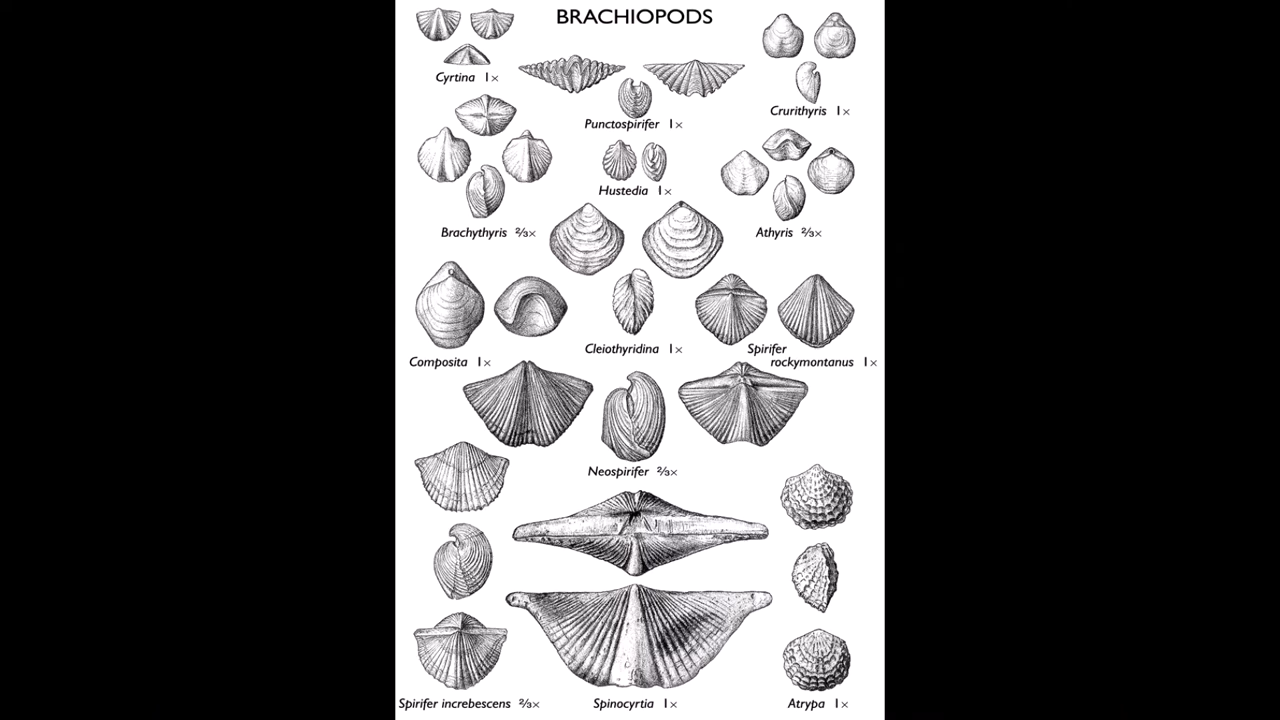 BRACHIOPODS
Cyrtina 1×
Punctospirifer 1×
Crurithyris 1×
Hustedia 1×
Brachythyris ⅔×
Athyris ⅔×
Composita 1×
Cleiothyridina 1×
Spirifer
rockymontanus 1×
Neospirifer ⅔×
Spirifer increbescens ⅔×
Spinocyrtia 1×
Atrypa 1×